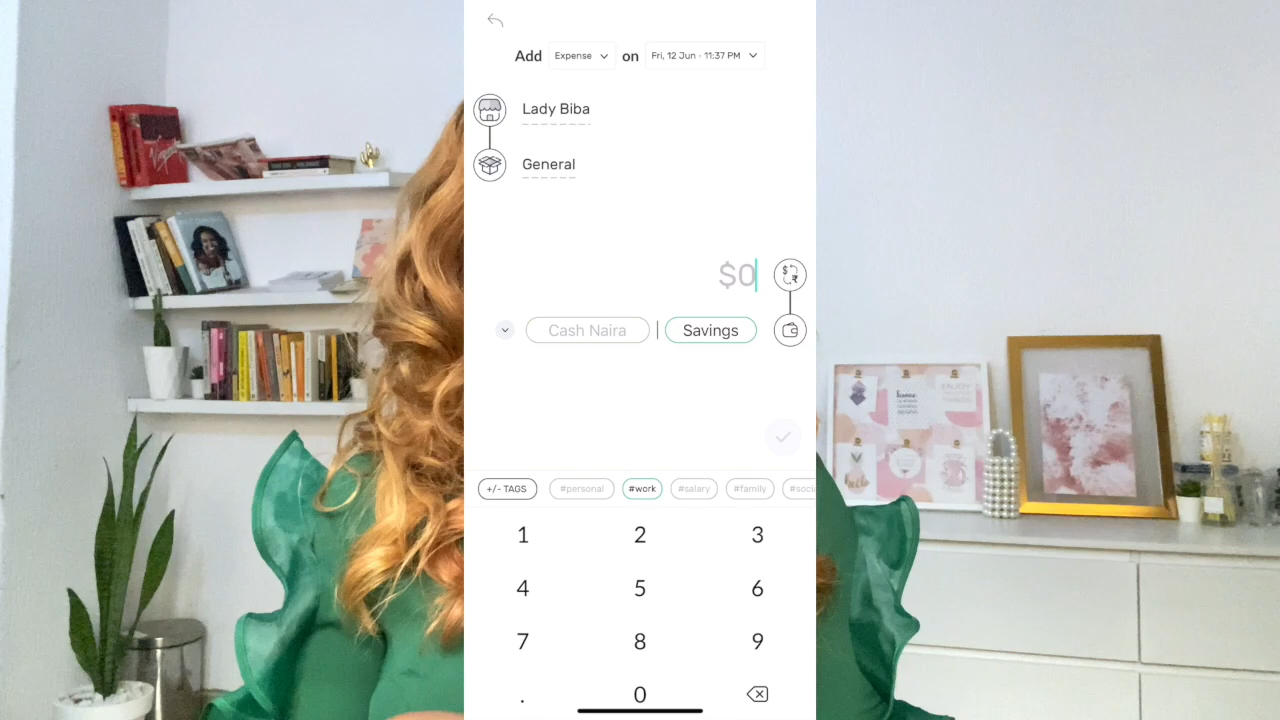 Add Expense on Fri, 12 Jun · 11:37 PM
Lady Biba
General
$0
Cash Naira | Savings
+/- TAGS #personal #work #salary #family #soci
1 2 3
4 5 6
7 8 9
. 0